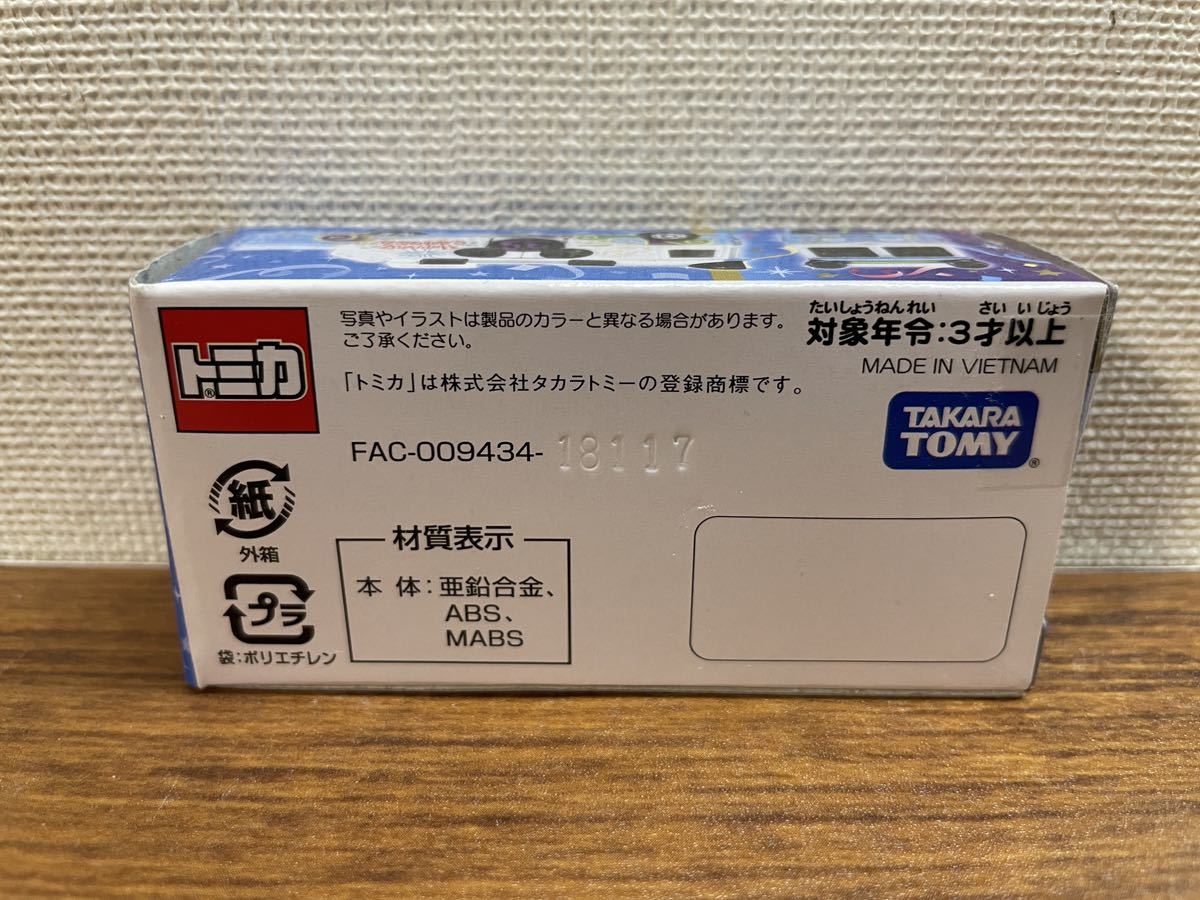 トミカ®
写真やイラストは製品のカラーと異なる場合があります。
ご了承ください。
「トミカ」は株式会社タカラトミーの登録商標です。
FAC-009434-18117
たいしょうねんれい さいいじょう
対象年令:3才以上
MADE IN VIETNAM
TAKARA
TOMY®
紙
外箱
プラ
袋:ポリエチレン
材質表示
本 体:亜鉛合金、
ABS、
MABS